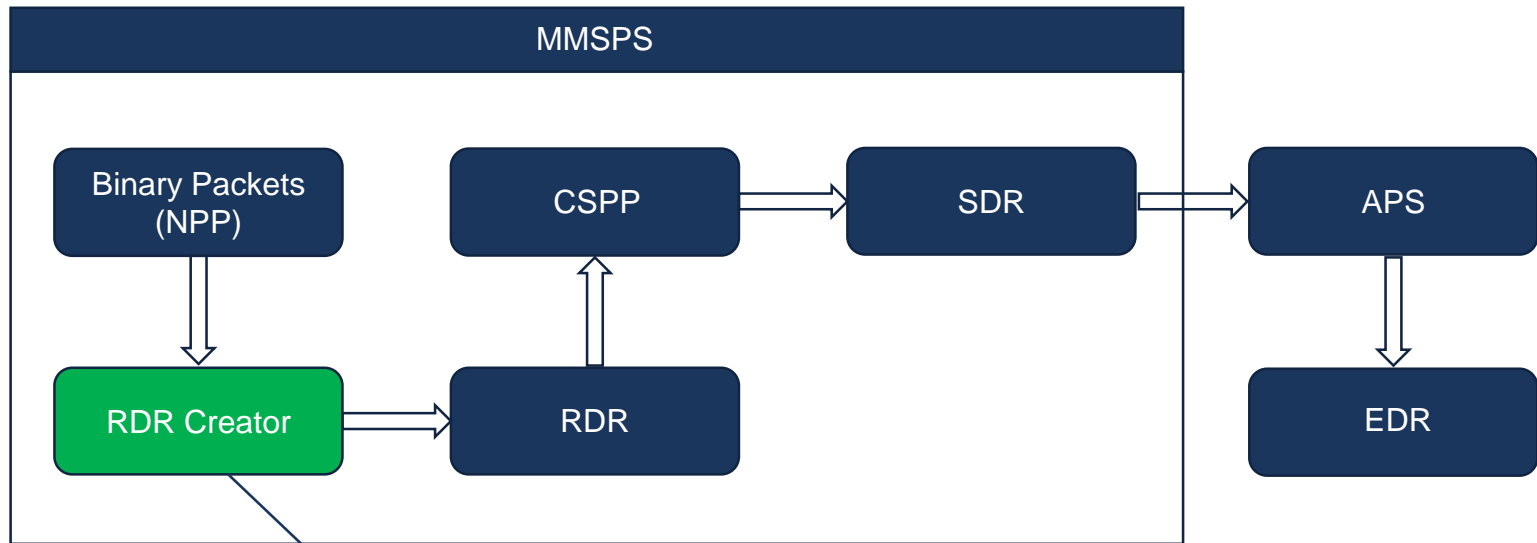 MMSPS
Binary Packets
(NPP)
CSPP
SDR
APS
RDR Creator
RDR
EDR